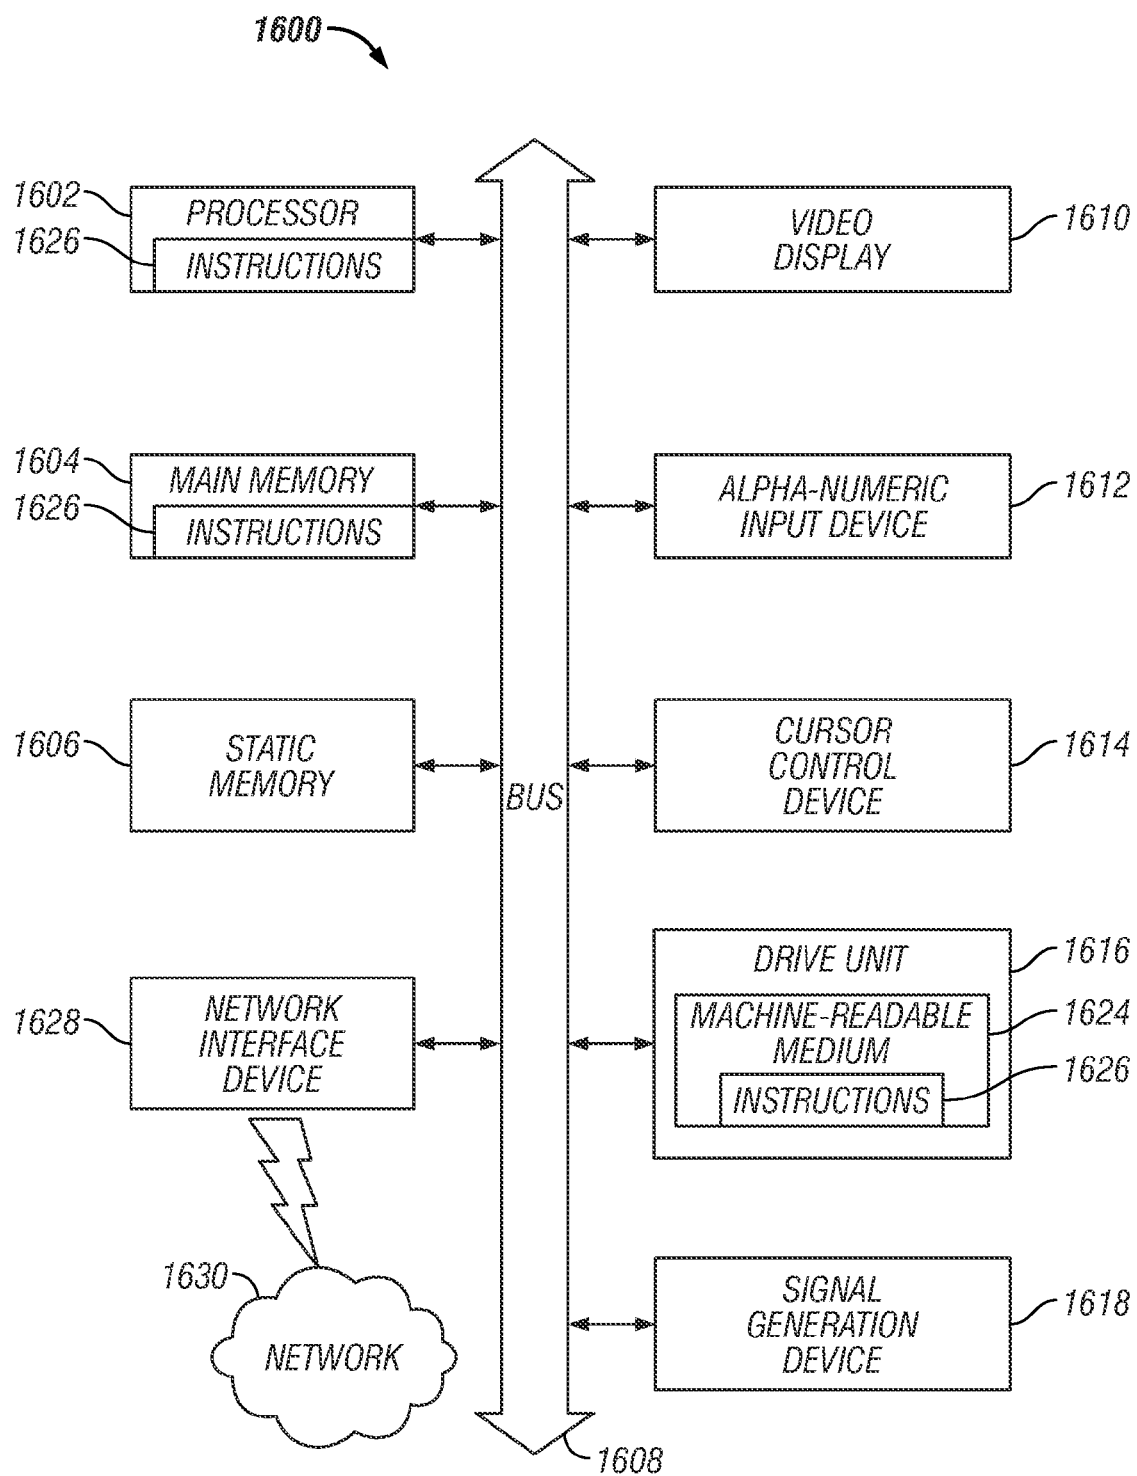 1600
1602
PROCESSOR
1626
INSTRUCTIONS
VIDEO
DISPLAY
1610
1604
MAIN MEMORY
1626
INSTRUCTIONS
ALPHA-NUMERIC
INPUT DEVICE
1612
1606
STATIC
MEMORY
BUS
CURSOR
CONTROL
DEVICE
1614
1628
NETWORK
INTERFACE
DEVICE
DRIVE UNIT
1616
MACHINE-READABLE
MEDIUM
1624
INSTRUCTIONS
1626
1630
NETWORK
SIGNAL
GENERATION
DEVICE
1618
1608